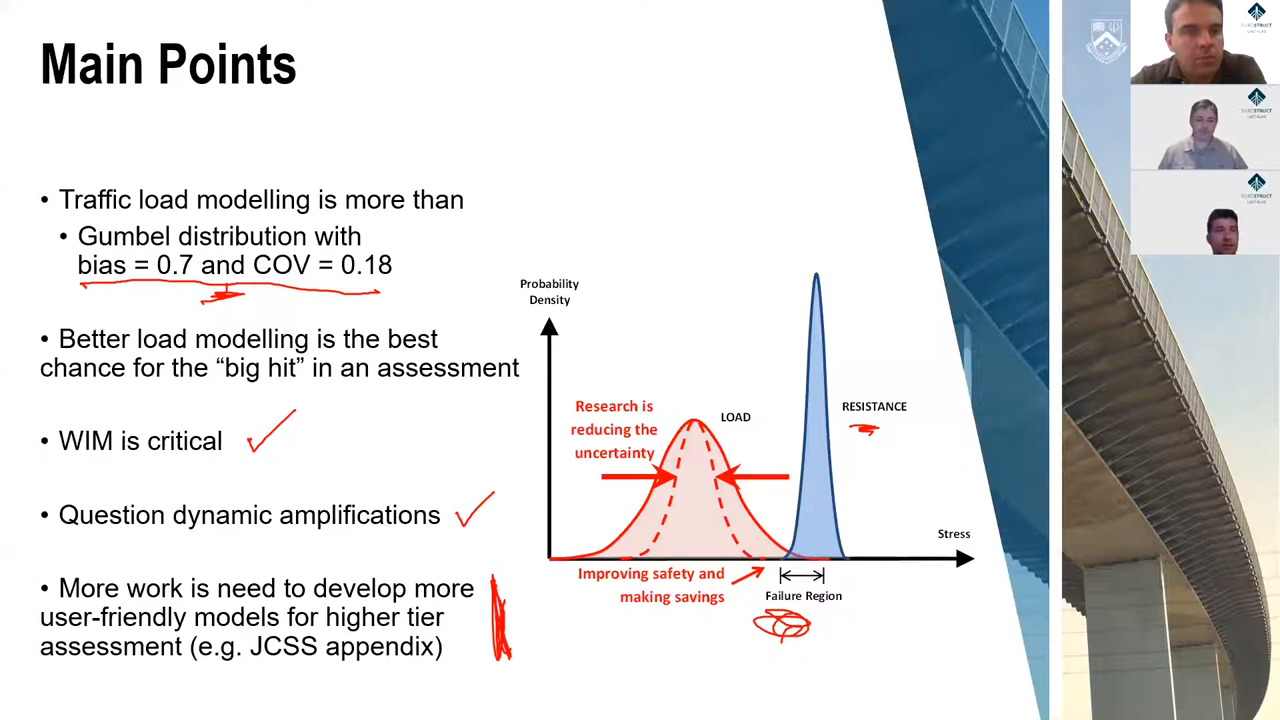 Main Points
• Traffic load modelling is more than
• Gumbel distribution with
bias = 0.7 and COV = 0.18
• Better load modelling is the best
chance for the “big hit” in an assessment
• WIM is critical
• Question dynamic amplifications
• More work is need to develop more
user-friendly models for higher tier
assessment (e.g. JCSS appendix)
Probability
Density
Research is
reducing the
uncertainty
LOAD
RESISTANCE
Stress
Improving safety and
making savings
Failure Region
EUROSTRUCT
EUROSTRUCT
EUROSTRUCT